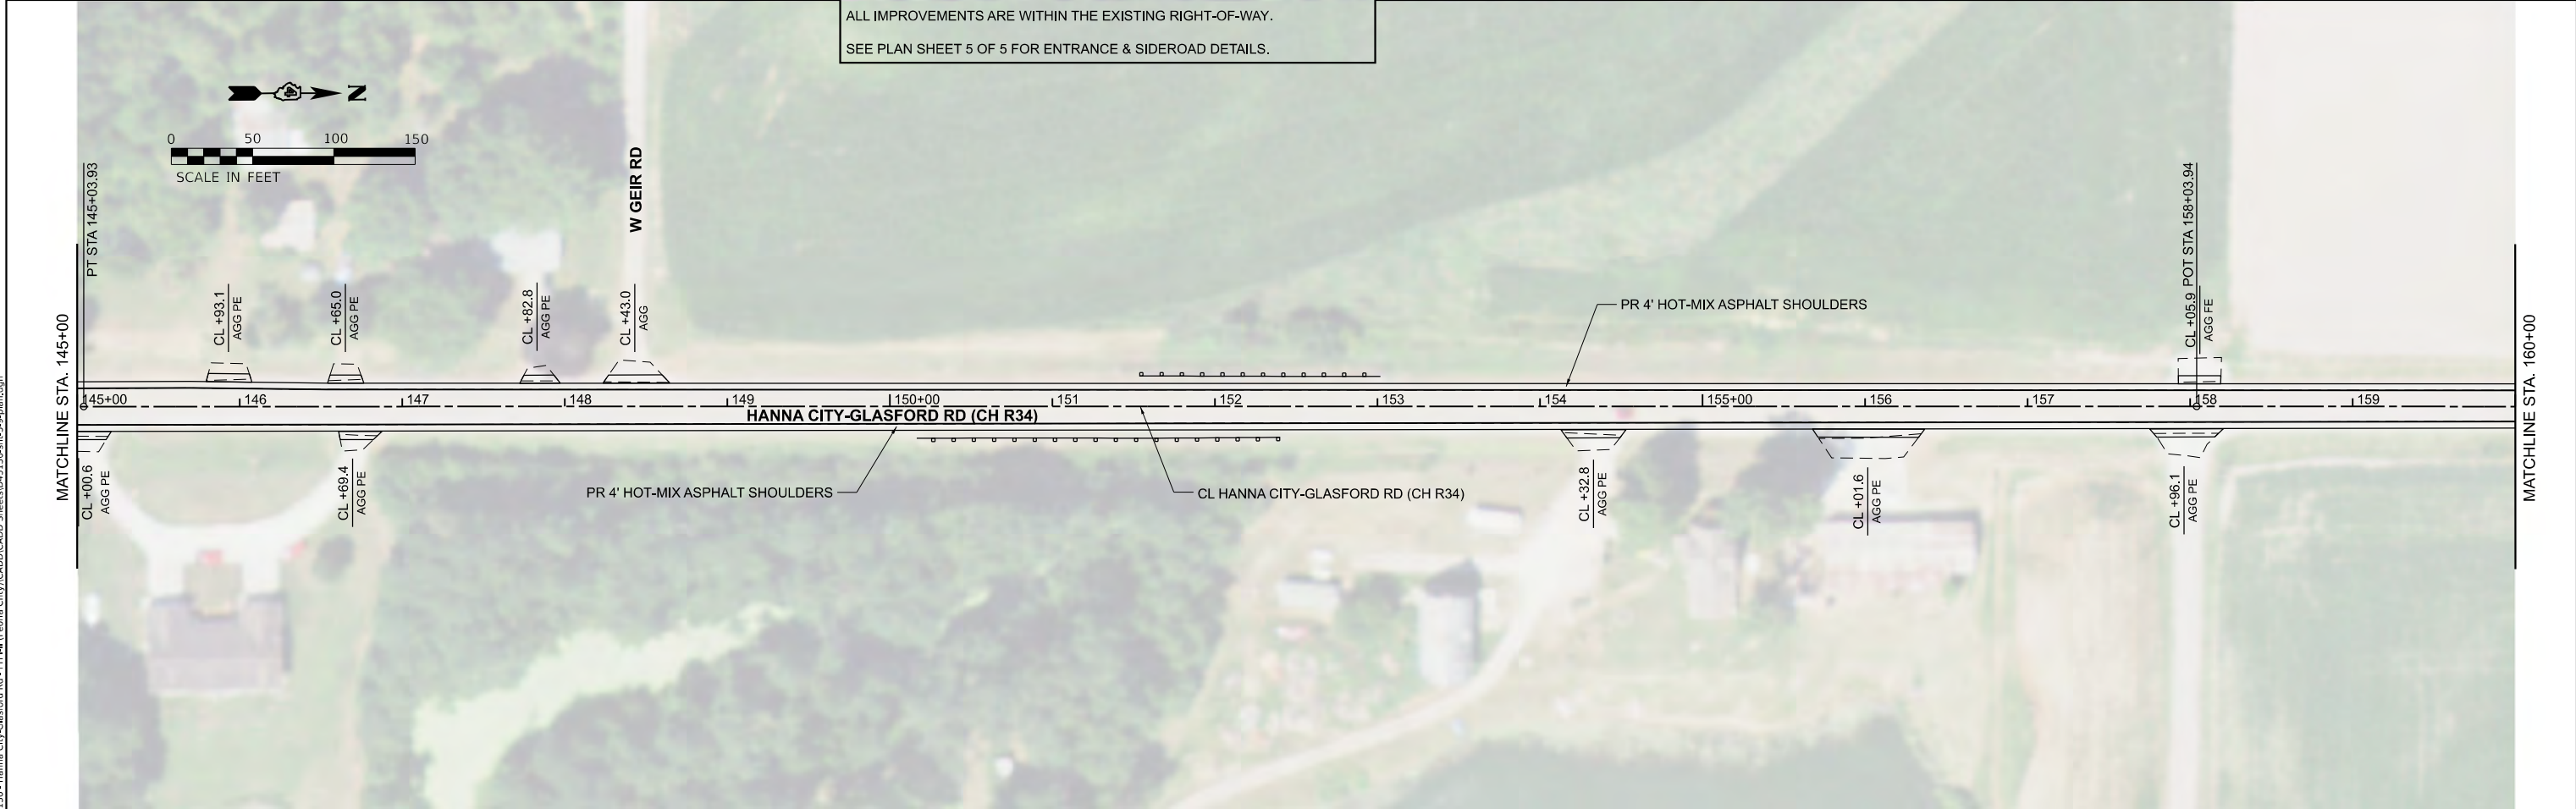 ALL IMPROVEMENTS ARE WITHIN THE EXISTING RIGHT-OF-WAY.
SEE PLAN SHEET 5 OF 5 FOR ENTRANCE & SIDEROAD DETAILS.
N
0 50 100 150
SCALE IN FEET
MATCHLINE STA. 145+00
PT STA 145+03.93
CL +93.1
AGG PE
CL +65.0
AGG PE
CL +82.8
AGG PE
W GEIR RD
CL +43.0
AGG
PR 4' HOT-MIX ASPHALT SHOULDERS
CL +05.9
AGG FE
POT STA 158+03.94
MATCHLINE STA. 160+00
145+00 146 147 148 149 150+00 151 152 153 154 155+00 156 157 158 159
HANNA CITY-GLASFORD RD (CH R34)
CL +00.6
AGG PE
CL +69.4
AGG PE
PR 4' HOT-MIX ASPHALT SHOULDERS
CL HANNA CITY-GLASFORD RD (CH R34)
CL +32.8
AGG PE
CL +01.6
AGG PE
CL +96.1
AGG PE